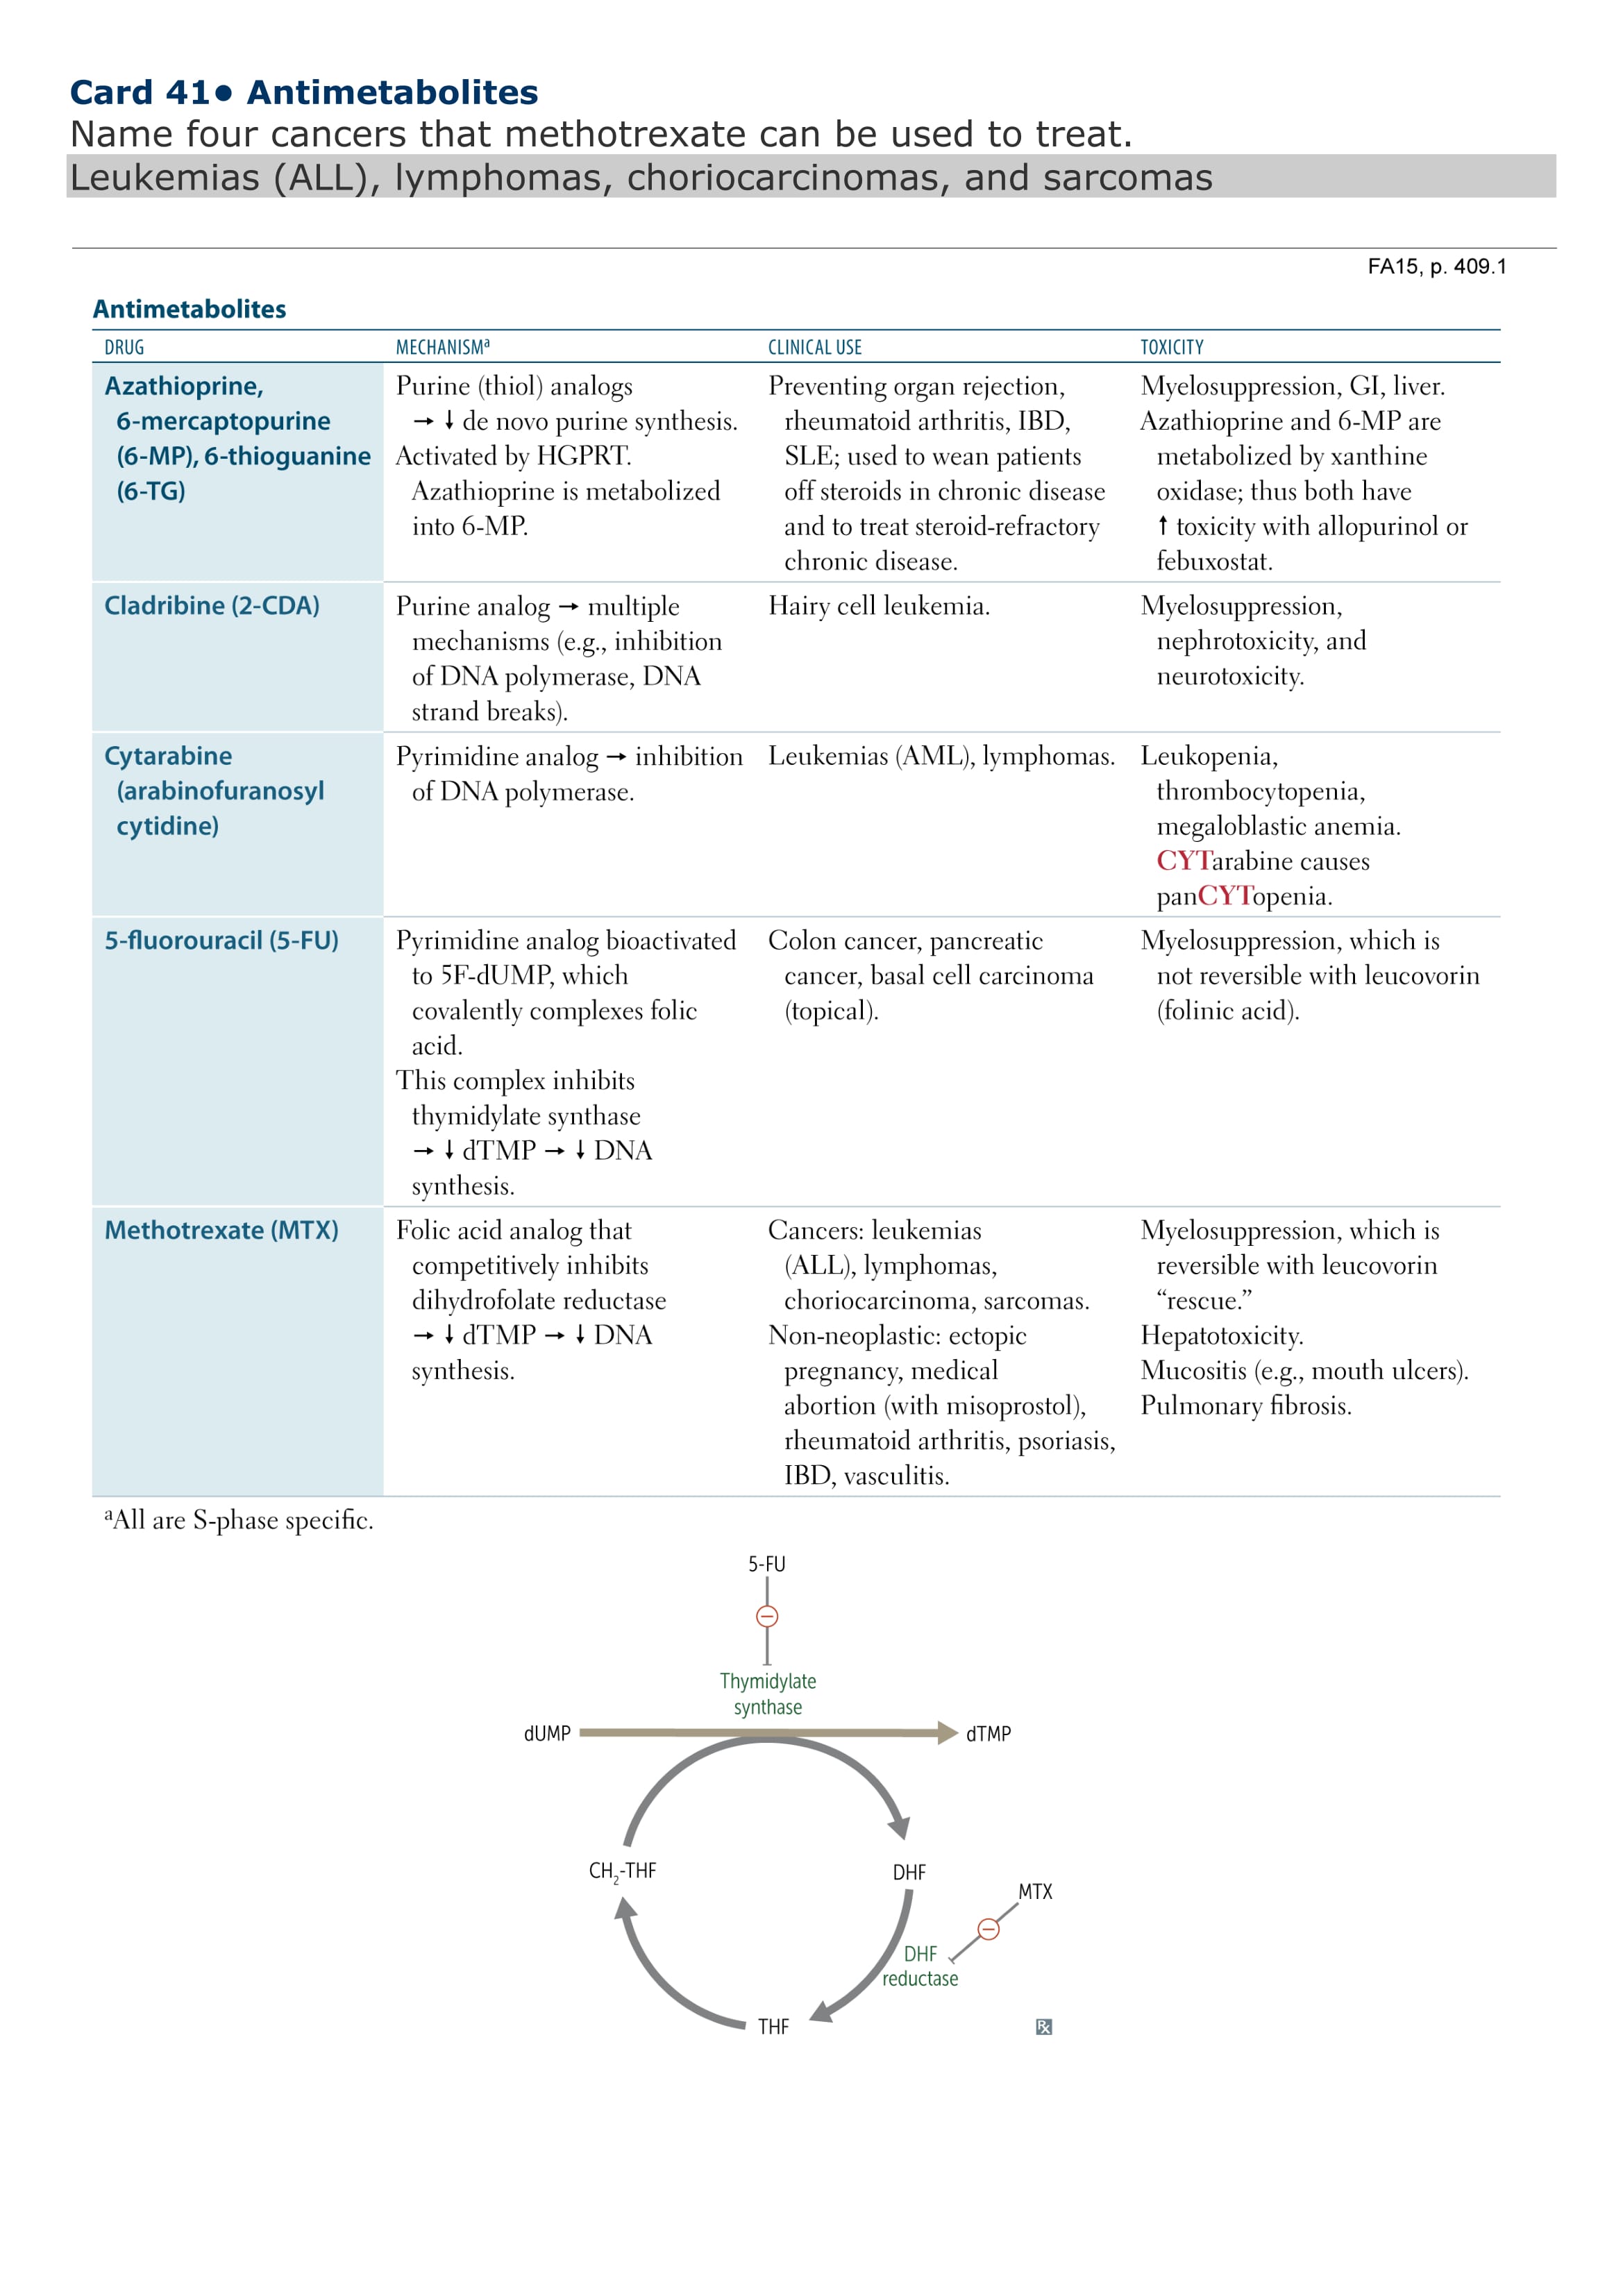 Card 41• Antimetabolites
Name four cancers that methotrexate can be used to treat.
Leukemias (ALL), lymphomas, choriocarcinomas, and sarcomas
FA15, p. 409.1
Antimetabolites
DRUG MECHANISMᵃ CLINICAL USE TOXICITY
Azathioprine,
6-mercaptopurine
(6-MP), 6-thioguanine
(6-TG)
Purine (thiol) analogs
→ ↓ de novo purine synthesis.
Activated by HGPRT.
Azathioprine is metabolized
into 6-MP.
Preventing organ rejection,
rheumatoid arthritis, IBD,
SLE; used to wean patients
off steroids in chronic disease
and to treat steroid-refractory
chronic disease.
Myelosuppression, GI, liver.
Azathioprine and 6-MP are
metabolized by xanthine
oxidase; thus both have
↑ toxicity with allopurinol or
febuxostat.
Cladribine (2-CDA)
Purine analog → multiple
mechanisms (e.g., inhibition
of DNA polymerase, DNA
strand breaks).
Hairy cell leukemia.
Myelosuppression,
nephrotoxicity, and
neurotoxicity.
Cytarabine
(arabinofuranosyl
cytidine)
Pyrimidine analog → inhibition
of DNA polymerase.
Leukemias (AML), lymphomas.
Leukopenia,
thrombocytopenia,
megaloblastic anemia.
CYTarabine causes
panCYTopenia.
5-fluorouracil (5-FU)
Pyrimidine analog bioactivated
to 5F-dUMP, which
covalently complexes folic
acid.
This complex inhibits
thymidylate synthase
→ ↓ dTMP → ↓ DNA
synthesis.
Colon cancer, pancreatic
cancer, basal cell carcinoma
(topical).
Myelosuppression, which is
not reversible with leucovorin
(folinic acid).
Methotrexate (MTX)
Folic acid analog that
competitively inhibits
dihydrofolate reductase
→ ↓ dTMP → ↓ DNA
synthesis.
Cancers: leukemias
(ALL), lymphomas,
choriocarcinoma, sarcomas.
Non-neoplastic: ectopic
pregnancy, medical
abortion (with misoprostol),
rheumatoid arthritis, psoriasis,
IBD, vasculitis.
Myelosuppression, which is
reversible with leucovorin
“rescue.”
Hepatotoxicity.
Mucositis (e.g., mouth ulcers).
Pulmonary fibrosis.
ᵃAll are S-phase specific.
5-FU
−
Thymidylate
synthase
dUMP
dTMP
CH₂-THF
DHF
MTX
−
DHF
reductase
THF
Rx